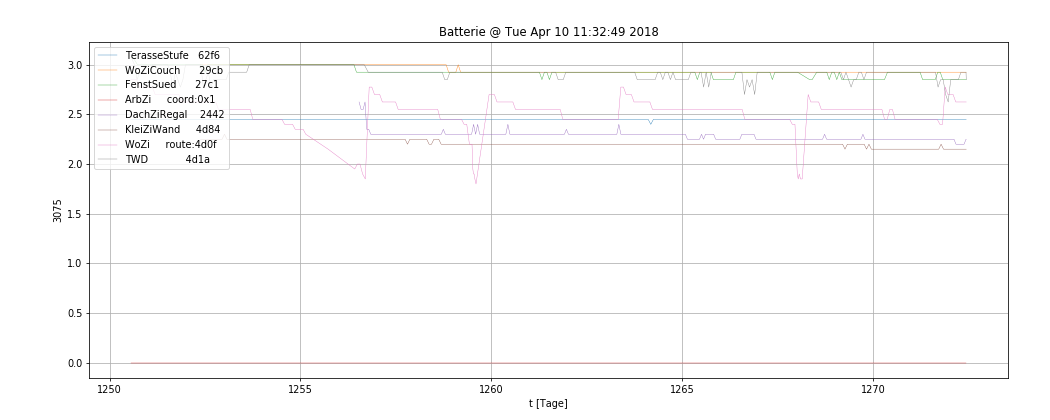 Batterie @ Tue Apr 10 11:32:49 2018
3.0
2.5
2.0
1.5
1.0
0.5
0.0
3075
TerasseStufe 62f6
WoZiCouch 29cb
FenstSued 27c1
ArbZi coord:0x1
DachZiRegal 2442
KleiZiWand 4d84
WoZi route:4d0f
TWD 4d1a
1250 1255 1260 1265 1270
t [Tage]